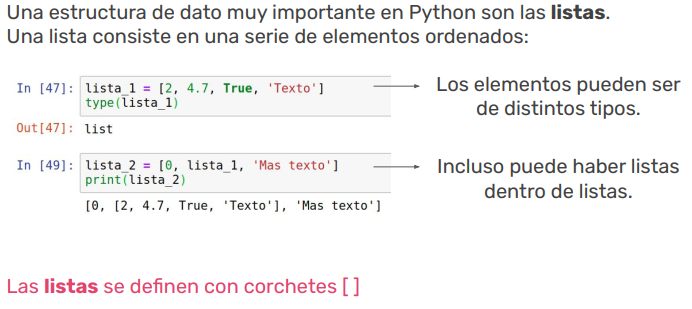 Una estructura de dato muy importante en Python son las listas.
Una lista consiste en una serie de elementos ordenados:
In [47]: lista_1 = [2, 4.7, True, 'Texto']
type(lista_1)
Los elementos pueden ser
de distintos tipos.
Out[47]: list
In [49]: lista_2 = [0, lista_1, 'Mas texto']
print(lista_2)
Incluso puede haber listas
dentro de listas.
[0, [2, 4.7, True, 'Texto'], 'Mas texto']
Las listas se definen con corchetes [ ]